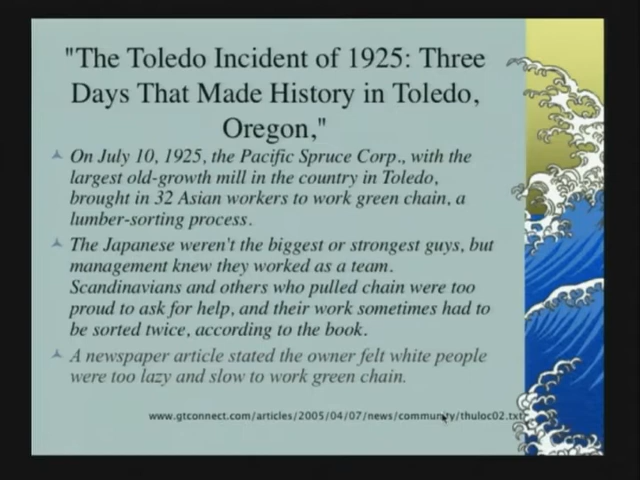 "The Toledo Incident of 1925: Three
Days That Made History in Toledo,
Oregon,"
On July 10, 1925, the Pacific Spruce Corp., with the
largest old-growth mill in the country in Toledo,
brought in 32 Asian workers to work green chain, a
lumber-sorting process.
The Japanese weren't the biggest or strongest guys, but
management knew they worked as a team.
Scandinavians and others who pulled chain were too
proud to ask for help, and their work sometimes had to
be sorted twice, according to the book.
A newspaper article stated the owner felt white people
were too lazy and slow to work green chain.
www.gtconnect.com/articles/2005/04/07/news/community/thuloc02.txt